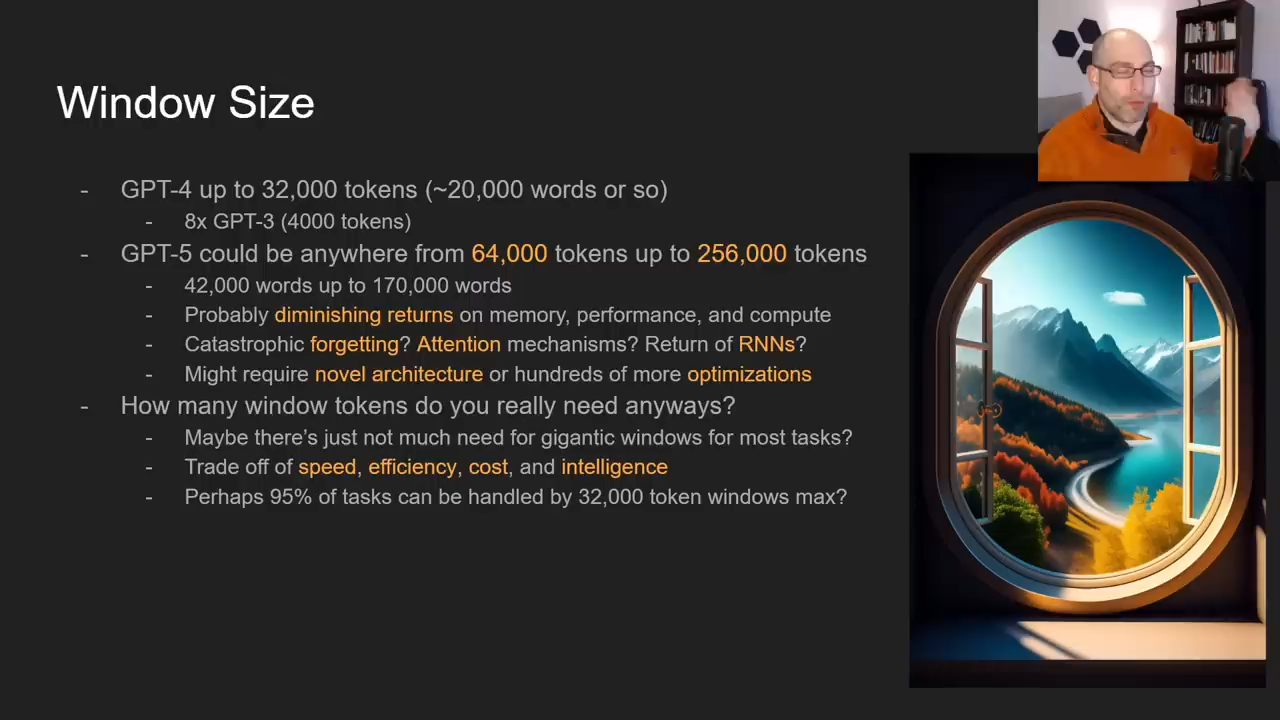 Window Size
- GPT-4 up to 32,000 tokens (~20,000 words or so)
- 8x GPT-3 (4000 tokens)
- GPT-5 could be anywhere from 64,000 tokens up to 256,000 tokens
- 42,000 words up to 170,000 words
- Probably diminishing returns on memory, performance, and compute
- Catastrophic forgetting? Attention mechanisms? Return of RNNs?
- Might require novel architecture or hundreds of more optimizations
- How many window tokens do you really need anyways?
- Maybe there’s just not much need for gigantic windows for most tasks?
- Trade off of speed, efficiency, cost, and intelligence
- Perhaps 95% of tasks can be handled by 32,000 token windows max?